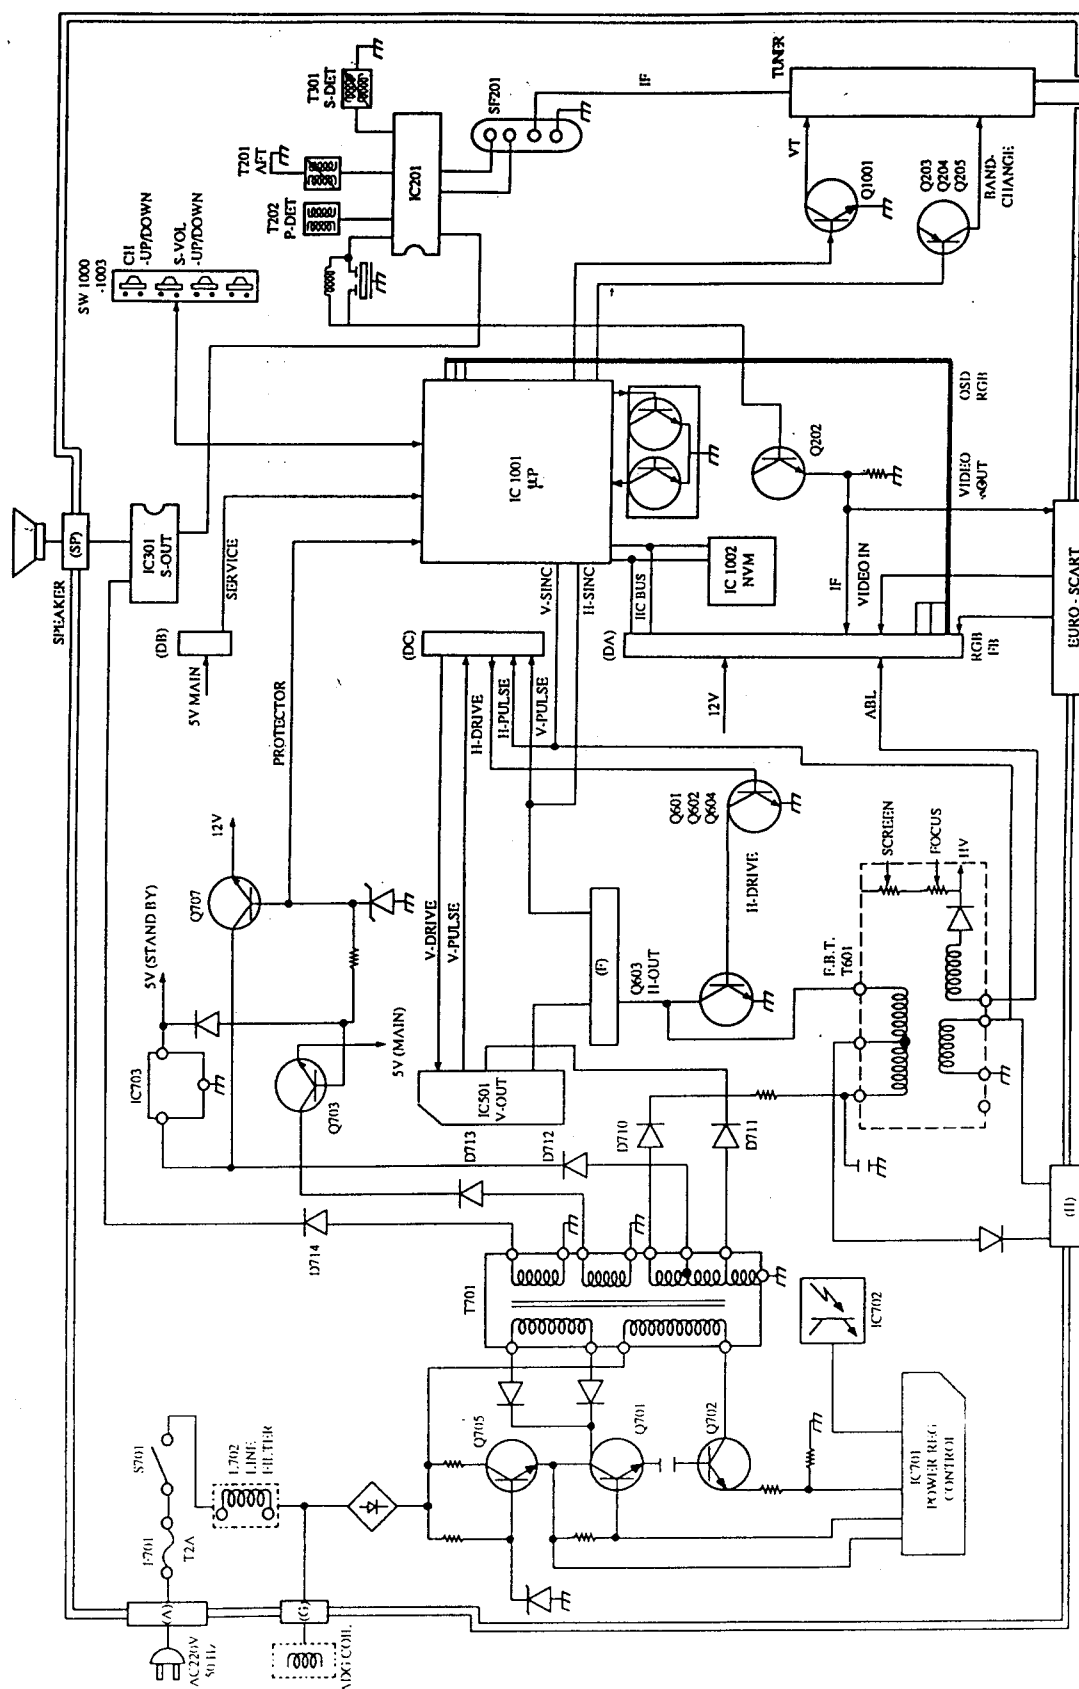 AC220V
50 Hz
(A)
T2A
S701
L702
LINE
FILTER
(G)
ADG COIL
D714
IC703
5V (STAND BY)
Q707
12V
Q703
5V (MAIN)
PROTECTOR
5V MAIN
(DB)
SERVICE
SPEAKER
(SP)
IC301
S-OUT
SW 1000
-1003
CH
-UP/DOWN
S-VOL
-UP/DOWN
T202
P-DET
T201
AFT
T301
S-DET
IC201
SF201
IF
TUNER
VT
Q1001
Q203
Q204
Q205
BAND-
CHANGE
IC 1001
µP
IC 1002
NVM
IIC BUS
V-SINC
H-SINC
(DC)
V-DRIVE
V-PULSE
H-DRIVE
H-PULSE
V-PULSE
(DA)
12V
ABL
IF
VIDEO IN
Q202
VIDEO
OUT
OSD
RGB
RGB
FB
EURO - SCART
IC501
V-OUT
D713
D712
D710
D711
(F)
Q603
H-OUT
H-DRIVE
Q601
Q602
Q604
F.B.T.
T601
SCREEN
FOCUS
HV
(H)
T701
Q705
Q701
Q702
IC702
IC701
POWER REG
CONTROL